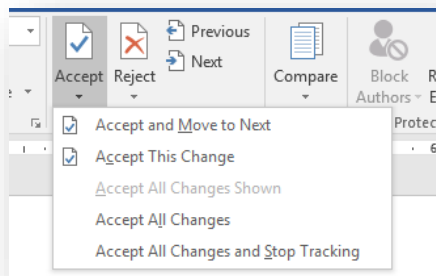 Previous
Next
Accept
Reject
Compare
Block
Authors
Protec
Accept and Move to Next
Accept This Change
Accept All Changes Shown
Accept All Changes
Accept All Changes and Stop Tracking